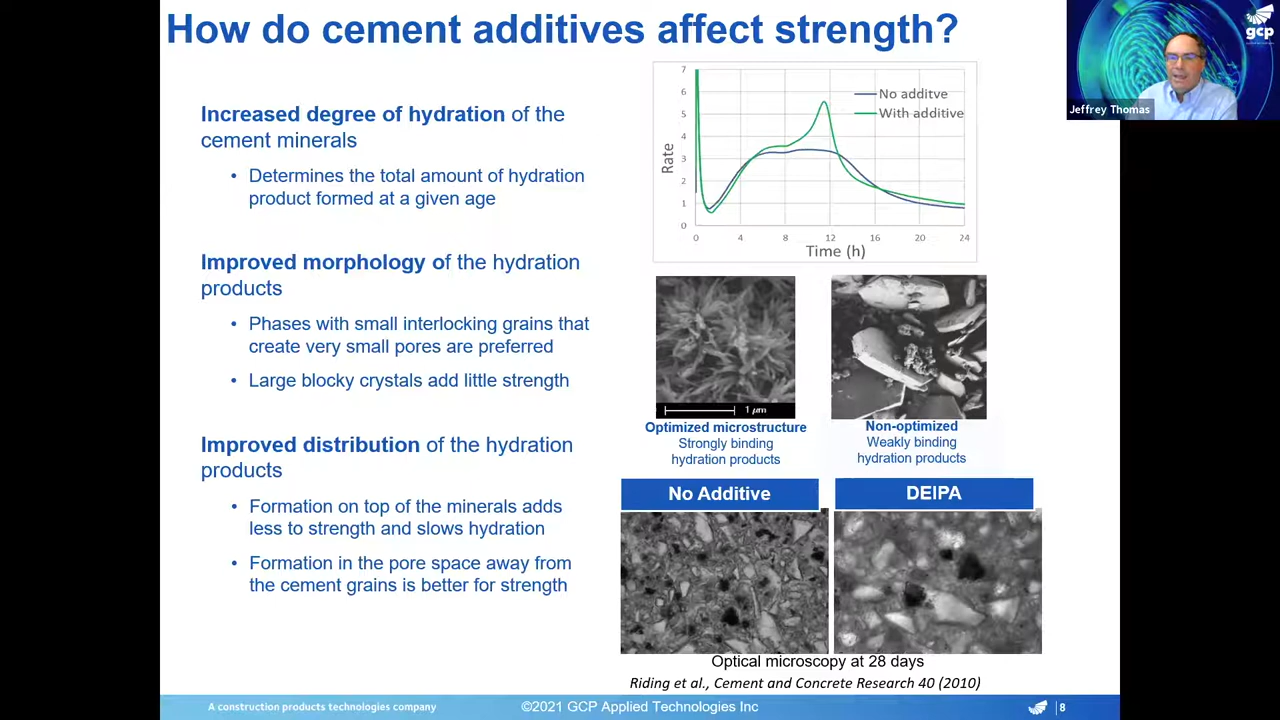 How do cement additives affect strength?
gcp
Jeffrey Thomas
Increased degree of hydration of the
cement minerals
• Determines the total amount of hydration
product formed at a given age
Improved morphology of the hydration
products
• Phases with small interlocking grains that
create very small pores are preferred
• Large blocky crystals add little strength
Improved distribution of the hydration
products
• Formation on top of the minerals adds
less to strength and slows hydration
• Formation in the pore space away from
the cement grains is better for strength
7
6
5
4
3
2
1
0
Rate
No additve
With additive
0 4 8 12 16 20 24
Time (h)
1 μm
Optimized microstructure
Strongly binding
hydration products
Non-optimized
Weakly binding
hydration products
No Additive
DEIPA
Optical microscopy at 28 days
Riding et al., Cement and Concrete Research 40 (2010)
A construction products technologies company
©2021 GCP Applied Technologies Inc
8